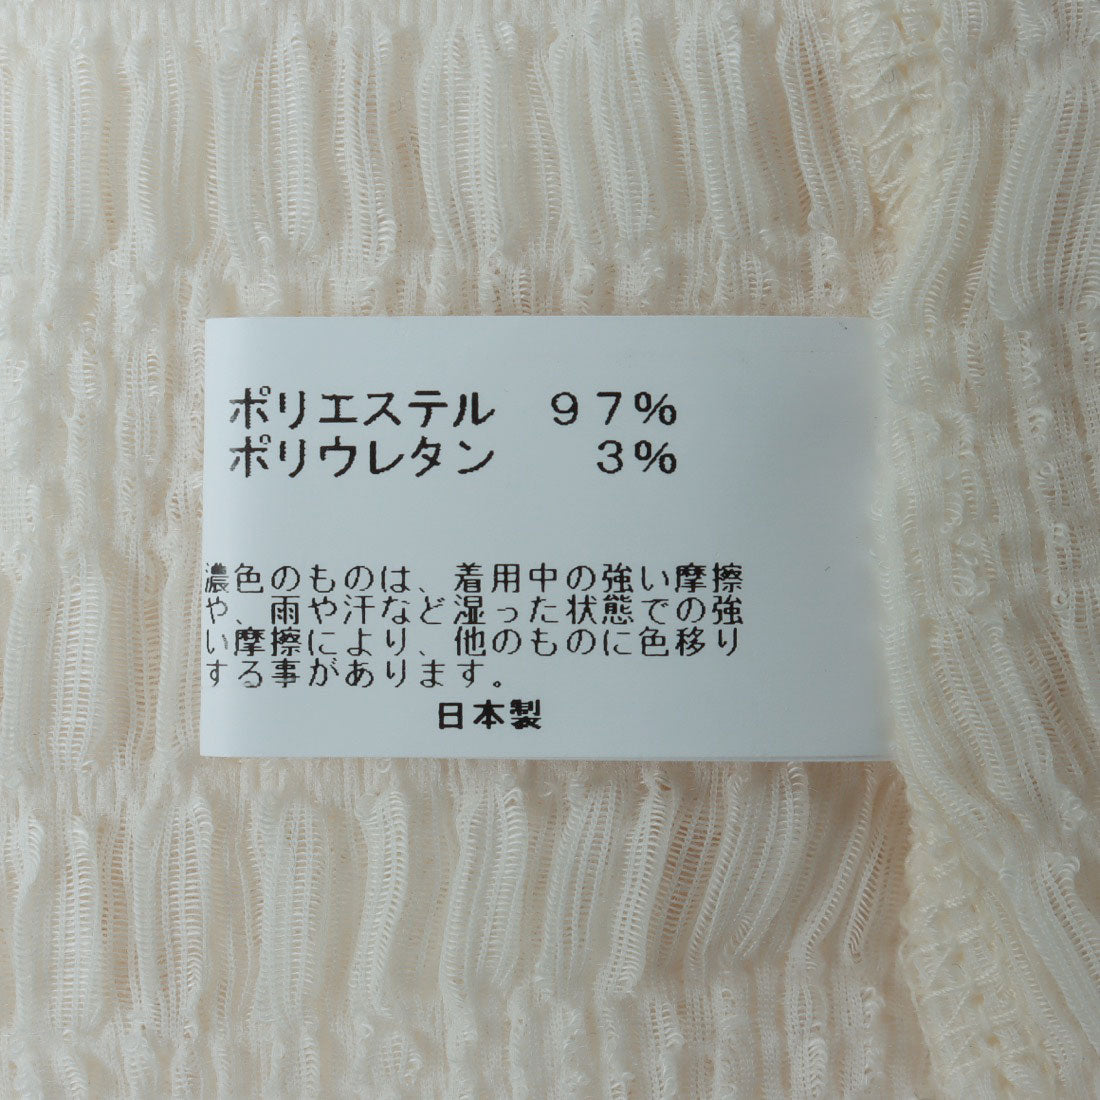 ポリエステル　９７％
ポリウレタン　　３％
濃色のものは、着用中の強い摩擦
や、雨や汗など湿った状態での強
い摩擦により、他のものに色移り
する事があります。
日本製